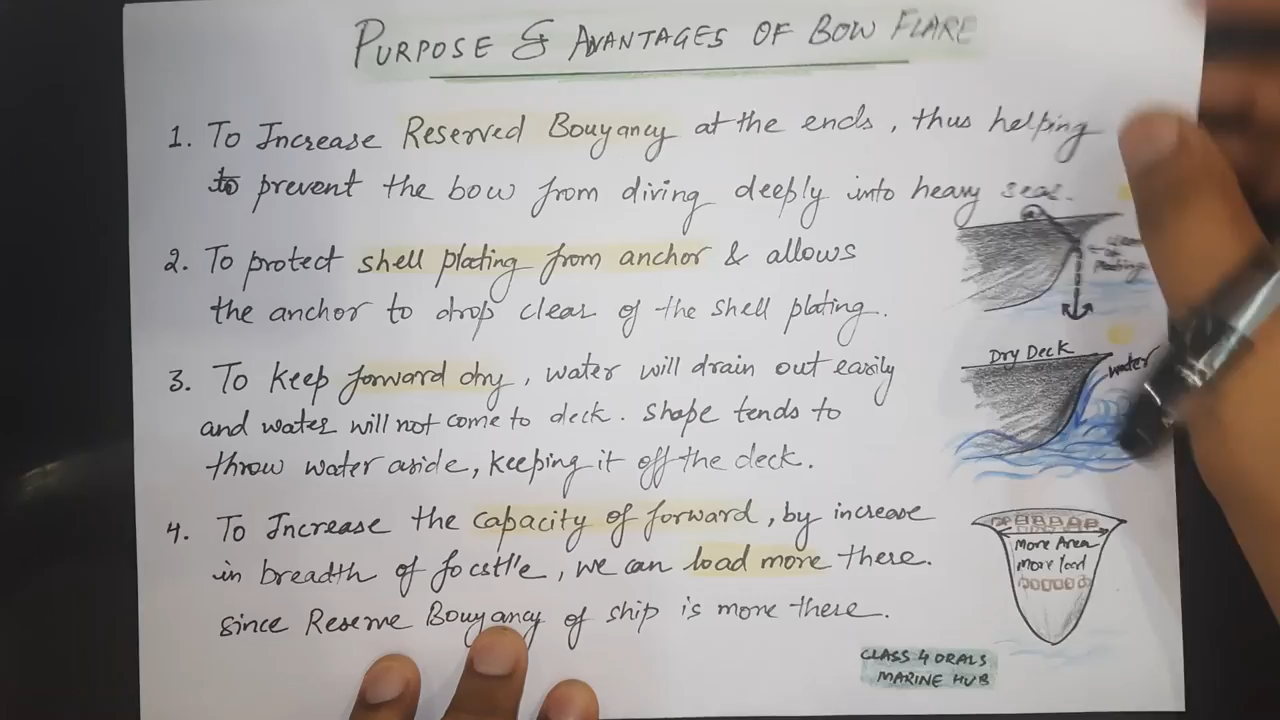 PURPOSE & AVANTAGES OF BOW FLARE
1. To Increase Reserved Bouyancy at the ends, thus helping
to prevent the bow from diving deeply into heavy seas.
2. To protect shell plating from anchor & allows
the anchor to drop clear of the shell plating.
3. To keep forward dry, water will drain out easily
and water will not come to deck. Shape tends to
throw water aside, keeping it off the deck.
4. To Increase the capacity of forward, by increase
in breadth of focstl'e, we can load more there.
since Reserve Bouyancy of ship is more there.
Dry Deck
water
More Area
More load
CLASS 4 ORALS
MARINE HUB